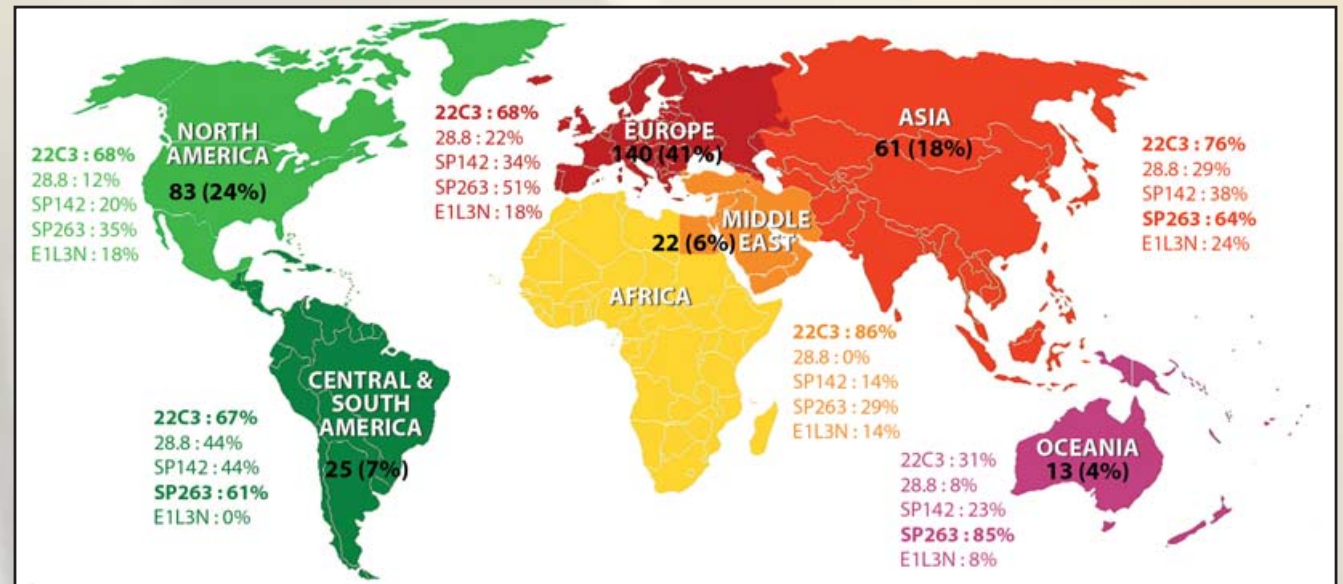 NORTH
AMERICA
83 (24%)
22C3 : 68%
28.8 : 12%
SP142 : 20%
SP263 : 35%
E1L3N : 18%
22C3 : 68%
28.8 : 22%
SP142 : 34%
SP263 : 51%
E1L3N : 18%
EUROPE
140 (41%)
ASIA
61 (18%)
22C3 : 76%
28.8 : 29%
SP142 : 38%
SP263 : 64%
E1L3N : 24%
MIDDLE
EAST
22 (6%)
AFRICA
22C3 : 86%
28.8 : 0%
SP142 : 14%
SP263 : 29%
E1L3N : 14%
CENTRAL &
SOUTH
AMERICA
25 (7%)
22C3 : 67%
28.8 : 44%
SP142 : 44%
SP263 : 61%
E1L3N : 0%
OCEANIA
13 (4%)
22C3 : 31%
28.8 : 8%
SP142 : 23%
SP263 : 85%
E1L3N : 8%